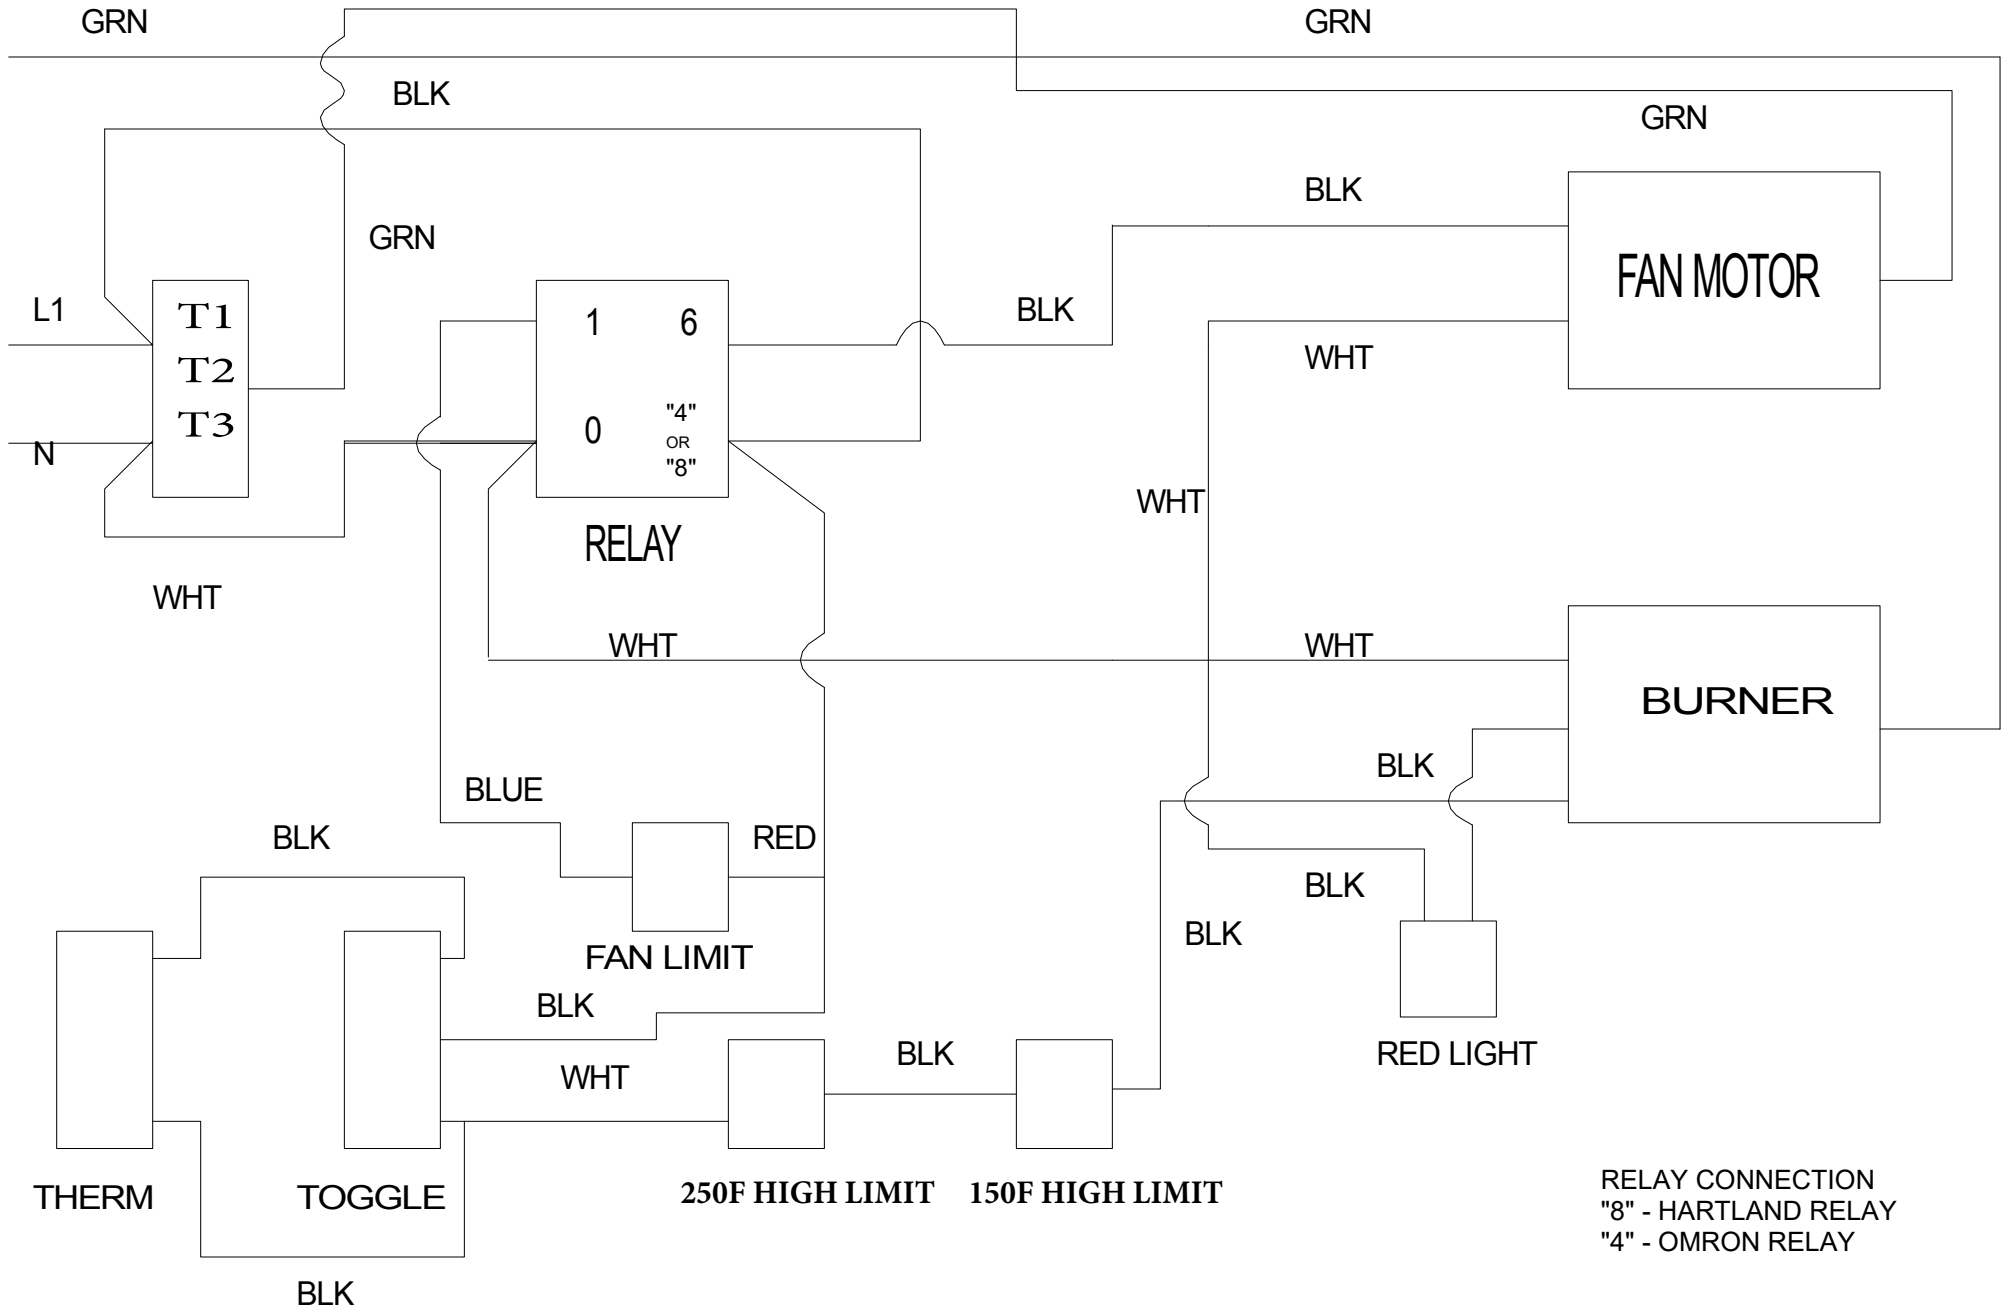 GRN
GRN
BLK
GRN
BLK
GRN
FAN MOTOR
L1
T1
T2
T3
N
1
6
0
"4"
OR
"8"
RELAY
BLK
WHT
WHT
WHT
WHT
WHT
BURNER
BLK
BLUE
BLK
RED
BLK
BLK
FAN LIMIT
BLK
WHT
BLK
RED LIGHT
THERM
TOGGLE
250F HIGH LIMIT
150F HIGH LIMIT
RELAY CONNECTION
"8" - HARTLAND RELAY
"4" - OMRON RELAY
BLK